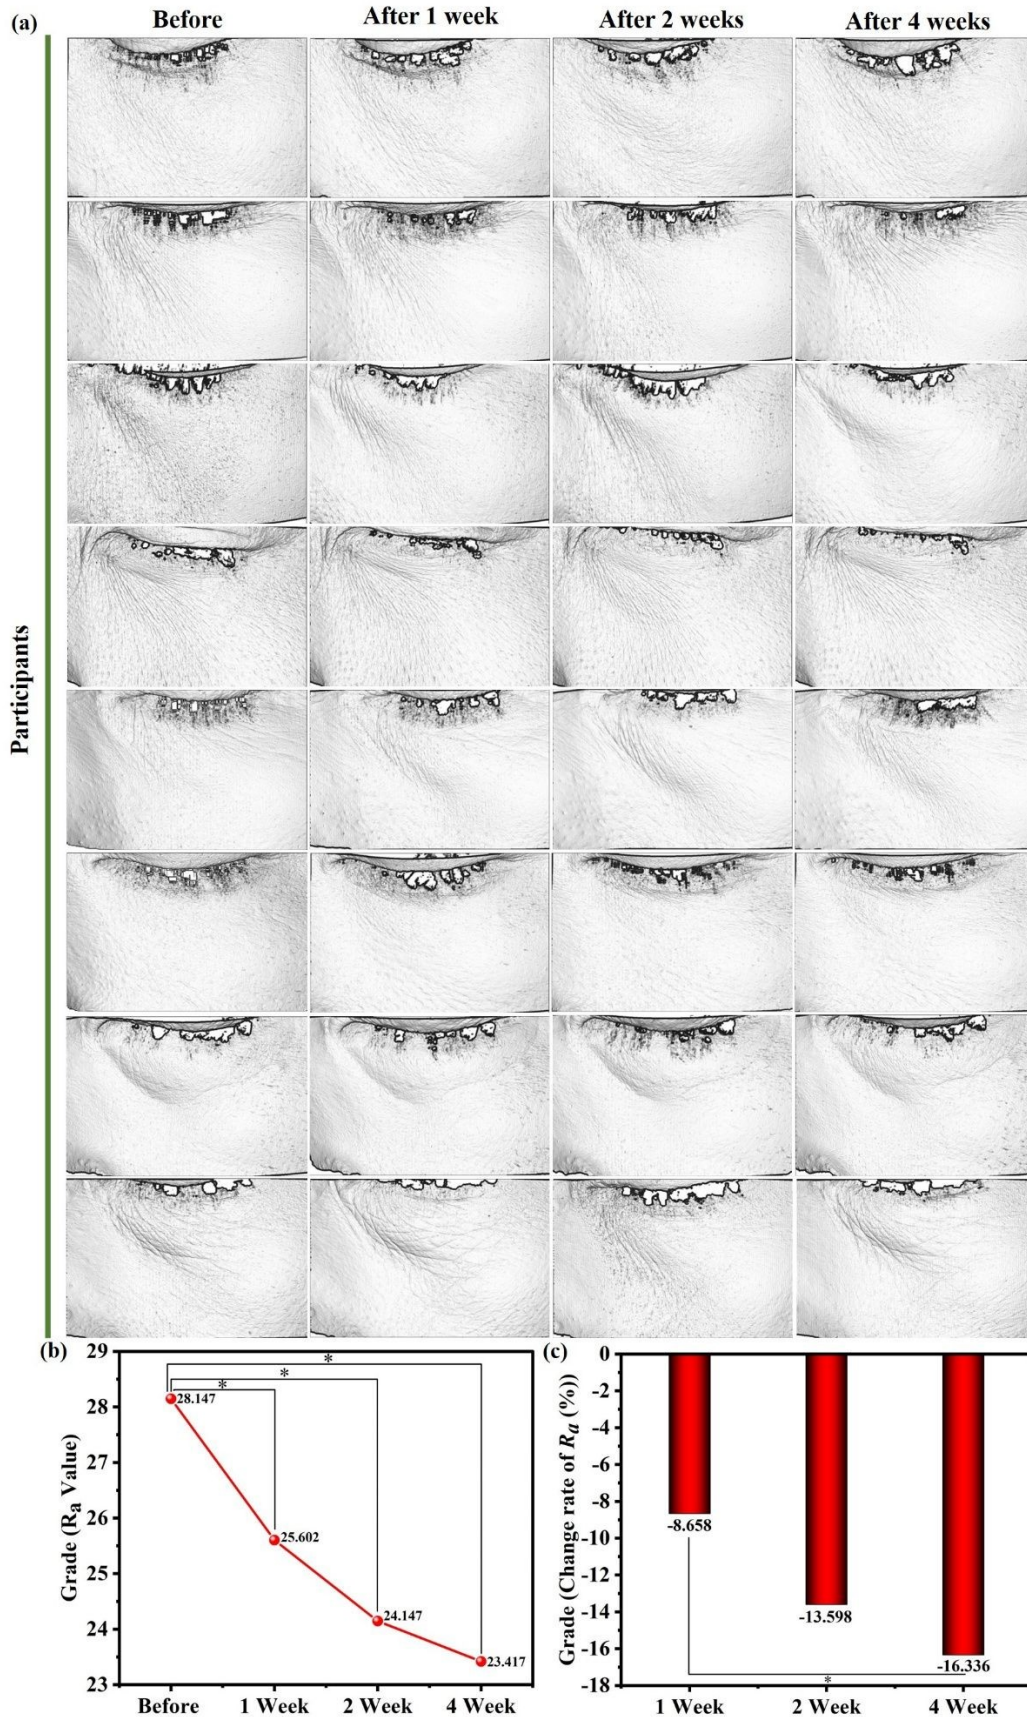 (a)
Before
After 1 week
After 2 weeks
After 4 weeks
Participants
(b)
29
28
27
26
25
24
23
Grade (Ra Value)
*
*
*
28.147
25.602
24.147
23.417
Before
1 Week
2 Week
4 Week
(c)
0
-2
-4
-6
-8
-10
-12
-14
-16
-18
Grade (Change rate of Ra (%))
-8.658
-13.598
-16.336
*
1 Week
2 Week
4 Week